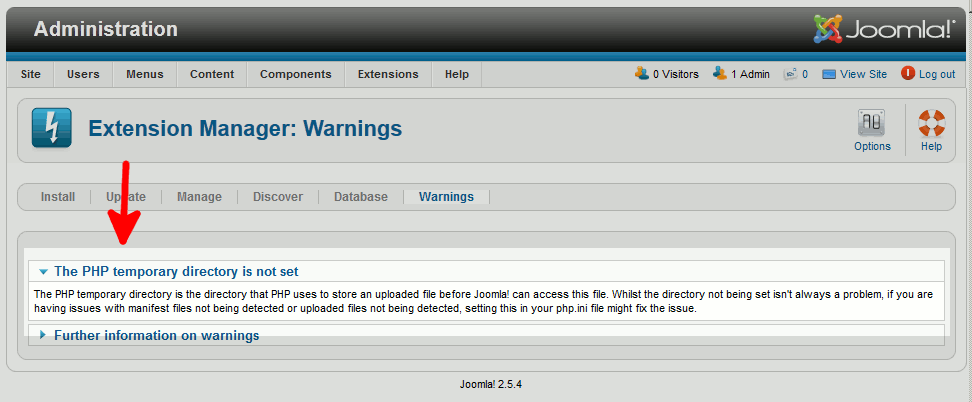 Administration
Joomla!
Site Users Menus Content Components Extensions Help 0 Visitors 1 Admin 0 View Site Log out
Extension Manager: Warnings
Options Help
Install Update Manage Discover Database Warnings
The PHP temporary directory is not set
The PHP temporary directory is the directory that PHP uses to store an uploaded file before Joomla! can access this file. Whilst the directory not being set isn't always a problem, if you are
having issues with manifest files not being detected or uploaded files not being detected, setting this in your php.ini file might fix the issue.
Further information on warnings
Joomla! 2.5.4